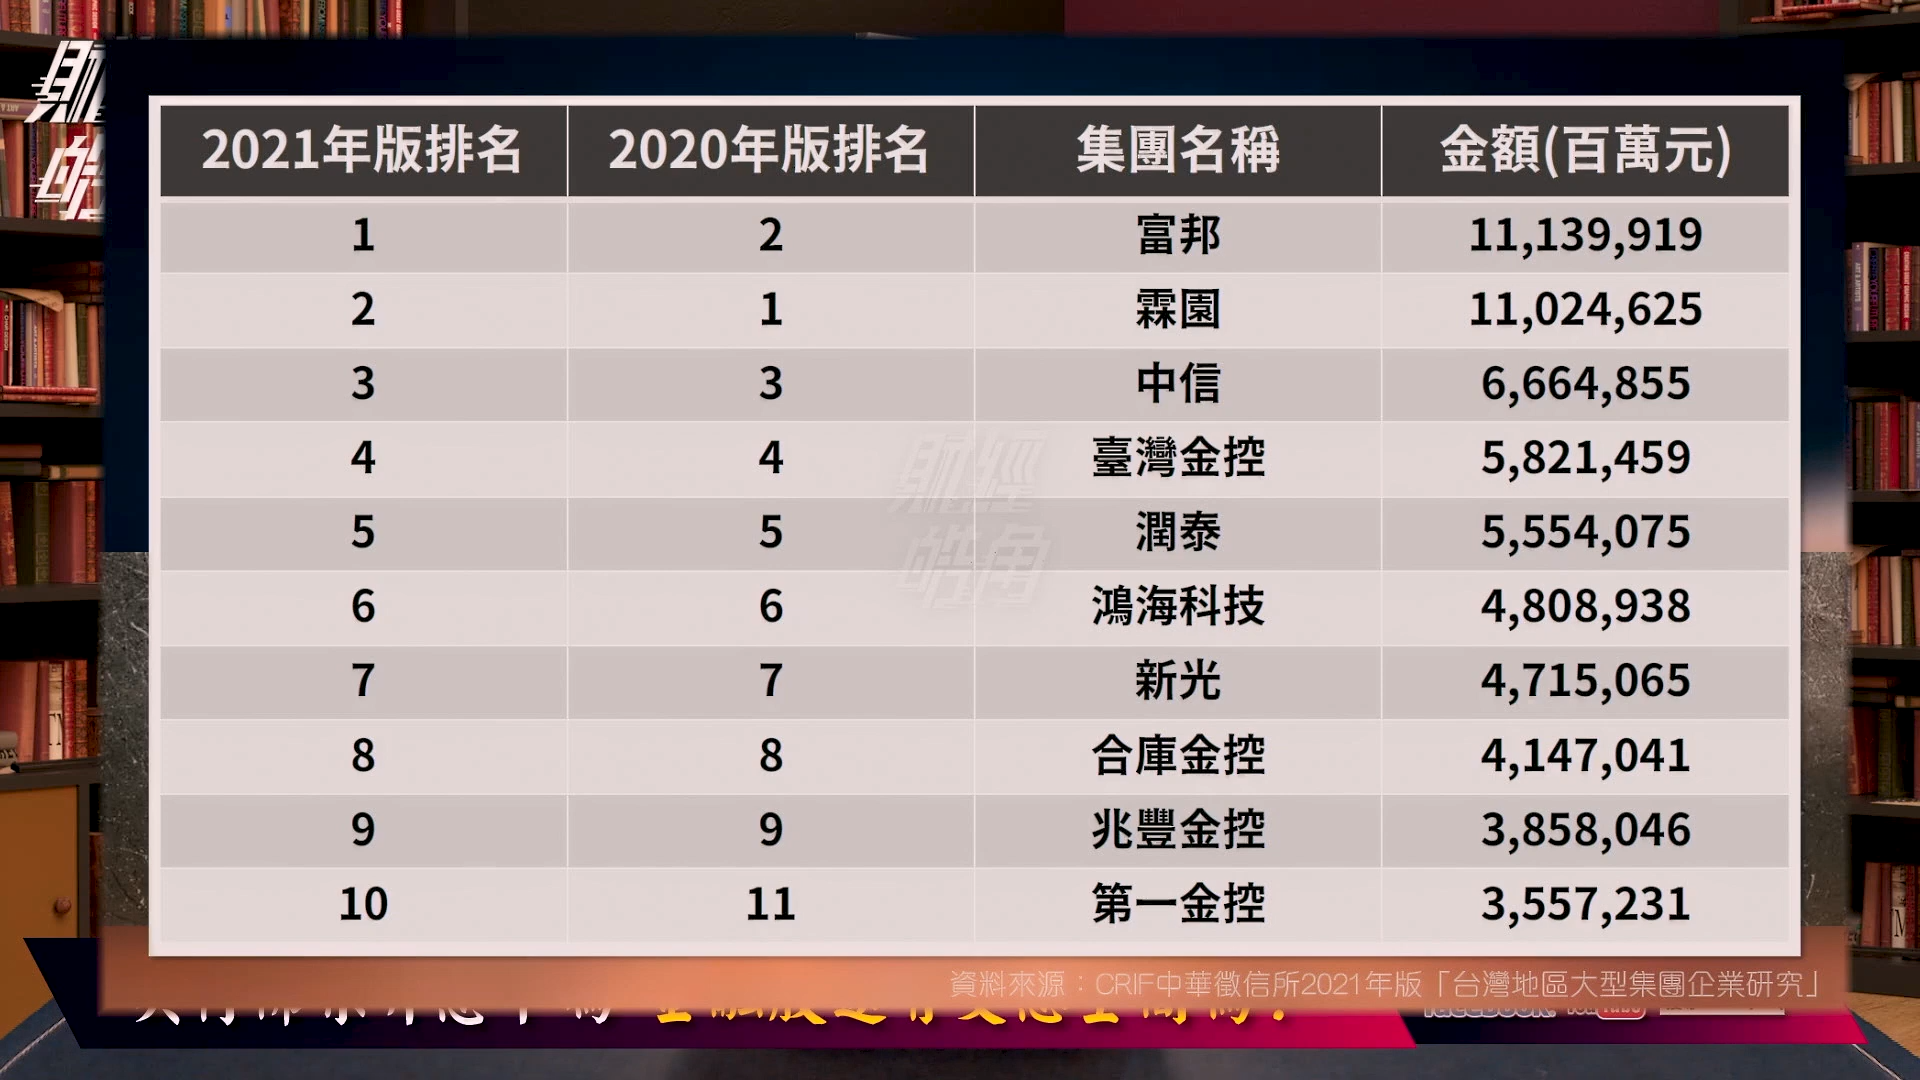 2021年版排名 2020年版排名 集團名稱 金額(百萬元)
1 2 富邦 11,139,919
2 1 霖園 11,024,625
3 3 中信 6,664,855
4 4 臺灣金控 5,821,459
5 5 潤泰 5,554,075
6 6 鴻海科技 4,808,938
7 7 新光 4,715,065
8 8 合庫金控 4,147,041
9 9 兆豐金控 3,858,046
10 11 第一金控 3,557,231
財經
皓角
資料來源：CRIF中華徵信所2021年版「台灣地區大型集團企業研究」